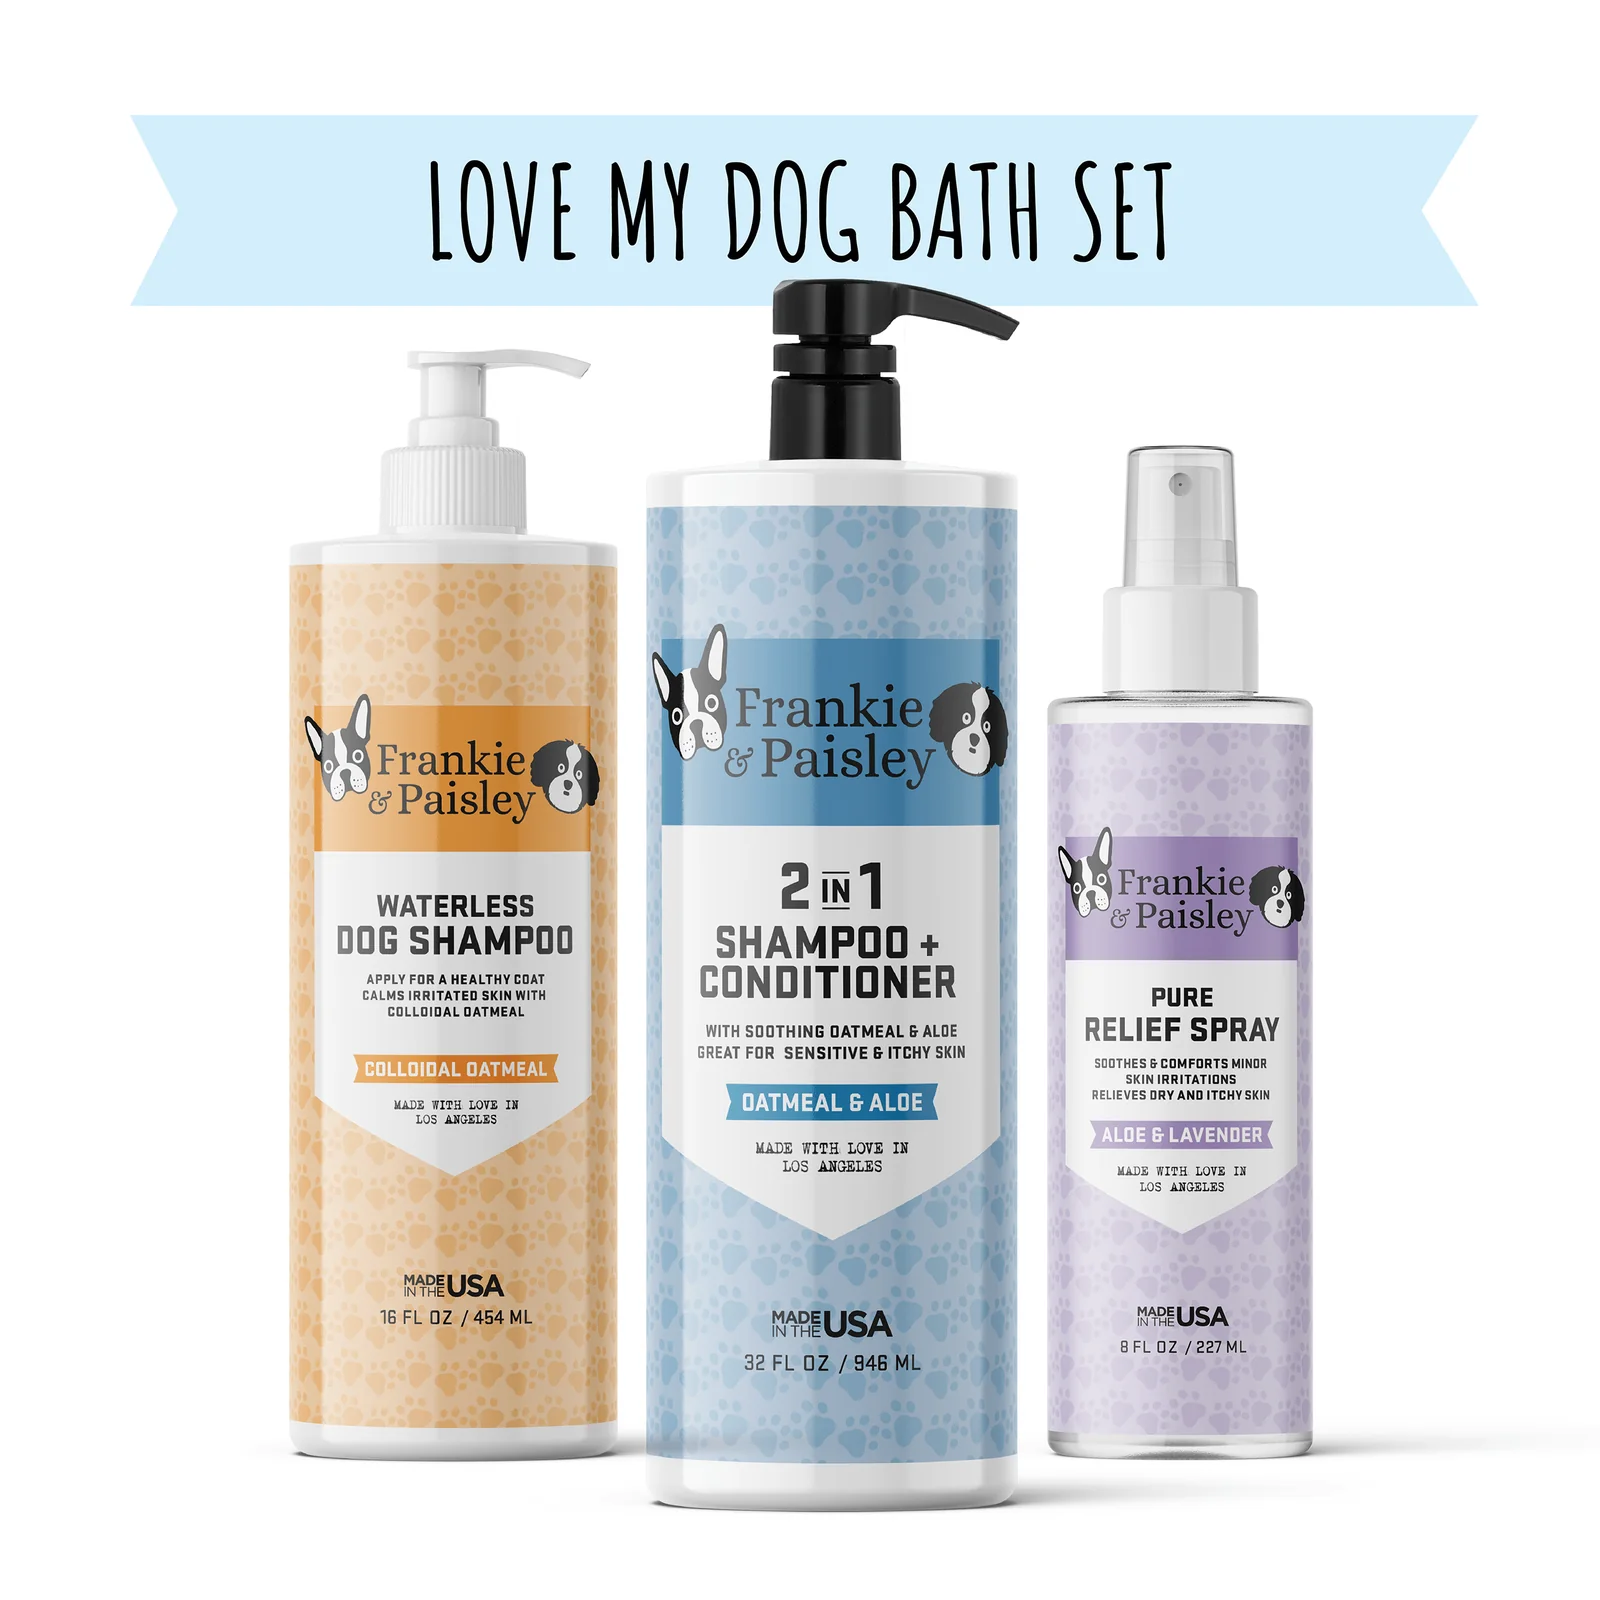 LOVE MY DOG BATH SET
Frankie
& Paisley
WATERLESS
DOG SHAMPOO
APPLY FOR A HEALTHY COAT
CALMS IRRITATED SKIN WITH
COLLOIDAL OATMEAL
COLLOIDAL OATMEAL
MADE WITH LOVE IN
LOS ANGELES
MADE
IN THE USA
16 FL OZ / 454 ML
Frankie
& Paisley
2 IN 1
SHAMPOO +
CONDITIONER
WITH SOOTHING OATMEAL & ALOE
GREAT FOR SENSITIVE & ITCHY SKIN
OATMEAL & ALOE
MADE WITH LOVE IN
LOS ANGELES
MADE
IN THE USA
32 FL OZ / 946 ML
Frankie
& Paisley
PURE
RELIEF SPRAY
SOOTHES & COMFORTS MINOR
SKIN IRRITATIONS
RELIEVES DRY AND ITCHY SKIN
ALOE & LAVENDER
MADE WITH LOVE IN
LOS ANGELES
MADE
IN THE USA
8 FL OZ / 227 ML